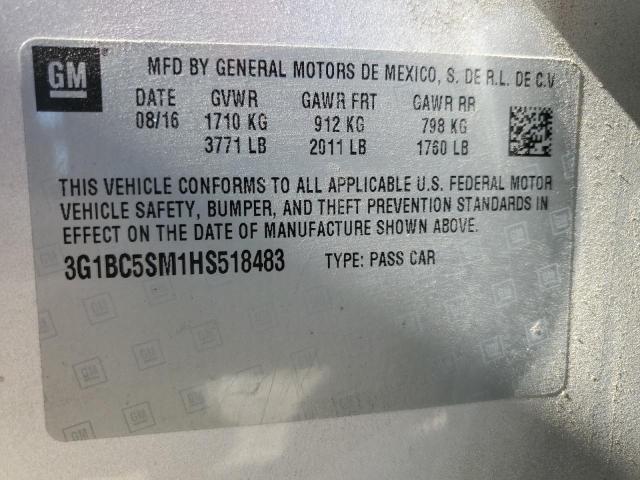 GM
MFD BY GENERAL MOTORS DE MEXICO, S. DE R.L. DE C.V
DATE GVWR GAWR FRT GAWR RR
08/16 1710 KG 912 KG 798 KG
3771 LB 2011 LB 1760 LB
THIS VEHICLE CONFORMS TO ALL APPLICABLE U.S. FEDERAL MOTOR
VEHICLE SAFETY, BUMPER, AND THEFT PREVENTION STANDARDS IN
EFFECT ON THE DATE OF MANUFACTURE SHOWN ABOVE.
3G1BC5SM1HS518483 TYPE: PASS CAR